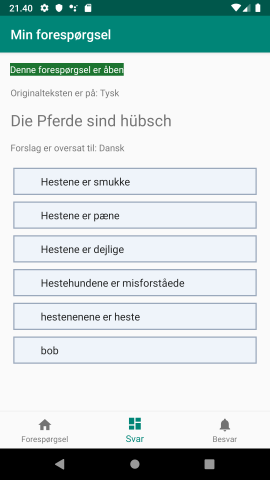 21.40
Min forespørgsel
Denne forespørgsel er åben
Originalteksten er på: Tysk
Die Pferde sind hübsch
Forslag er oversat til: Dansk
Hestene er smukke
Hestene er pæne
Hestene er dejlige
Hestehundene er misforståede
hestenenene er heste
bob
Forespørgsel
Svar
Besvar